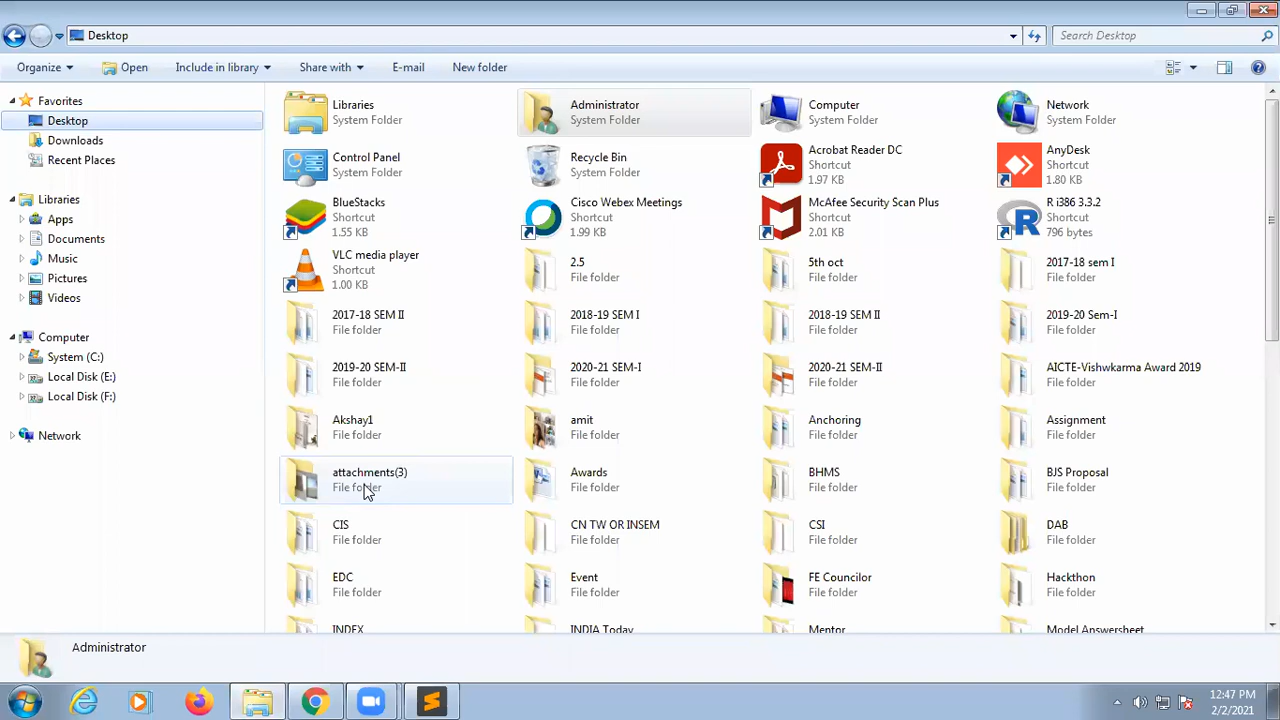 Desktop
Search Desktop
Organize
Open
Include in library
Share with
E-mail
New folder
Favorites
Desktop
Downloads
Recent Places
Libraries
Apps
Documents
Music
Pictures
Videos
Computer
System (C:)
Local Disk (E:)
Local Disk (F:)
Network
Libraries
System Folder
Administrator
System Folder
Computer
System Folder
Network
System Folder
Control Panel
System Folder
Recycle Bin
System Folder
Acrobat Reader DC
Shortcut
1.97 KB
AnyDesk
Shortcut
1.80 KB
BlueStacks
Shortcut
1.55 KB
Cisco Webex Meetings
Shortcut
1.99 KB
McAfee Security Scan Plus
Shortcut
2.01 KB
R i386 3.3.2
Shortcut
796 bytes
VLC media player
Shortcut
1.00 KB
2.5
File folder
5th oct
File folder
2017-18 sem I
File folder
2017-18 SEM II
File folder
2018-19 SEM I
File folder
2018-19 SEM II
File folder
2019-20 Sem-I
File folder
2019-20 SEM-II
File folder
2020-21 SEM-I
File folder
2020-21 SEM-II
File folder
AICTE-Vishwkarma Award 2019
File folder
Akshay1
File folder
amit
File folder
Anchoring
File folder
Assignment
File folder
attachments(3)
File folder
Awards
File folder
BHMS
File folder
BJS Proposal
File folder
CIS
File folder
CN TW OR INSEM
File folder
CSI
File folder
DAB
File folder
EDC
File folder
Event
File folder
FE Councilor
File folder
Hackthon
File folder
INDEX
INDIA Today
Mentor
Model Answersheet
Administrator
12:47 PM
2/2/2021